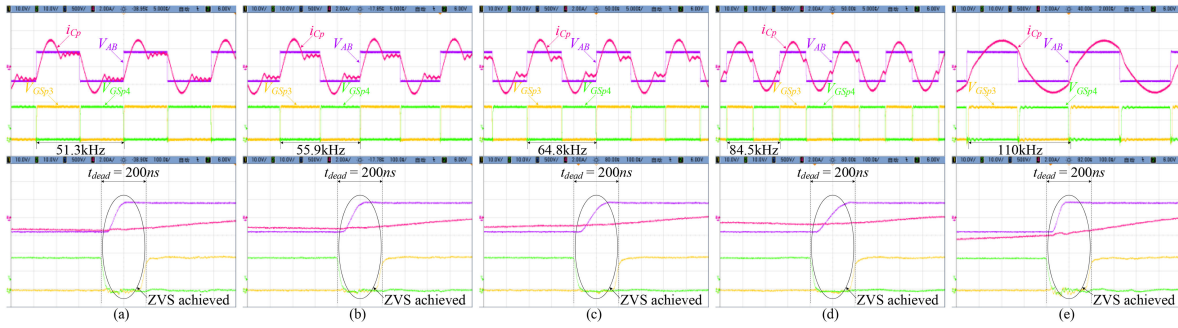 i_Cp V_AB V_GSp3 V_GSp4 51.3kHz
i_Cp V_AB V_GSp3 V_GSp4 55.9kHz
i_Cp V_AB V_GSp3 V_GSp4 64.8kHz
i_Cp V_AB V_GSp3 V_GSp4 84.5kHz
i_Cp V_AB V_GSp3 V_GSp4 110kHz
t_dead = 200ns
t_dead = 200ns
t_dead = 200ns
t_dead = 200ns
t_dead = 200ns
ZVS achieved
ZVS achieved
ZVS achieved
ZVS achieved
ZVS achieved
(a)
(b)
(c)
(d)
(e)